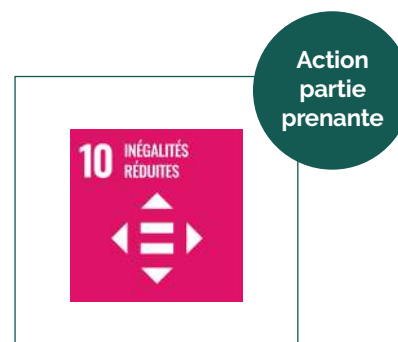 Action
partie
prenante
10 INÉGALITÉS
RÉDUITES